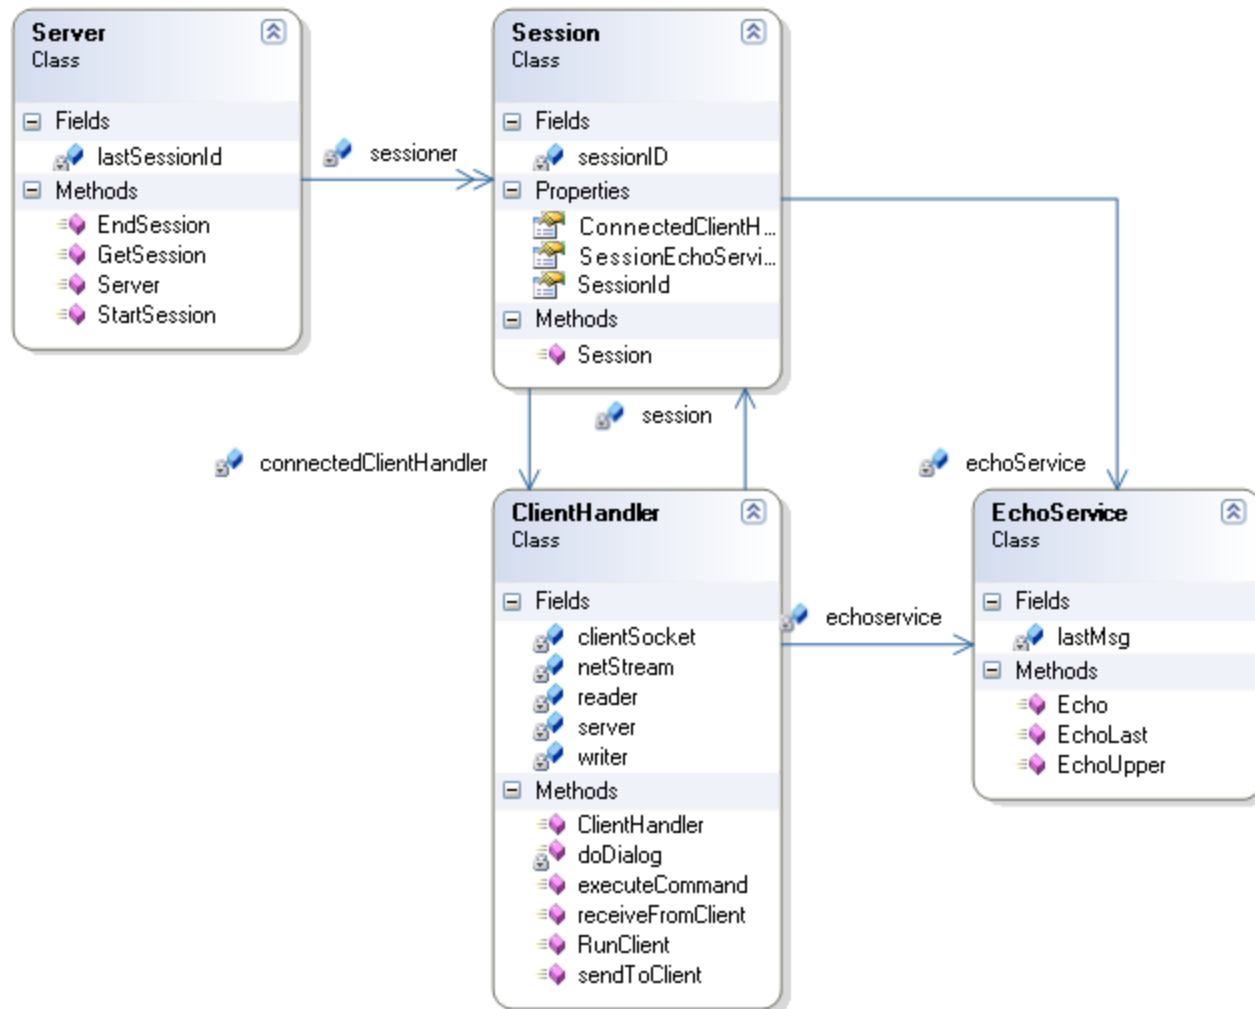 Server
Class
Fields
lastSessionId
Methods
EndSession
GetSession
Server
StartSession
sessioner
Session
Class
Fields
sessionID
Properties
ConnectedClientH...
SessionEchoServi...
SessionId
Methods
Session
session
connectedClientHandler
echoService
ClientHandler
Class
Fields
clientSocket
netStream
reader
server
writer
Methods
ClientHandler
doDialog
executeCommand
receiveFromClient
RunClient
sendToClient
echoservice
EchoService
Class
Fields
lastMsg
Methods
Echo
EchoLast
EchoUpper